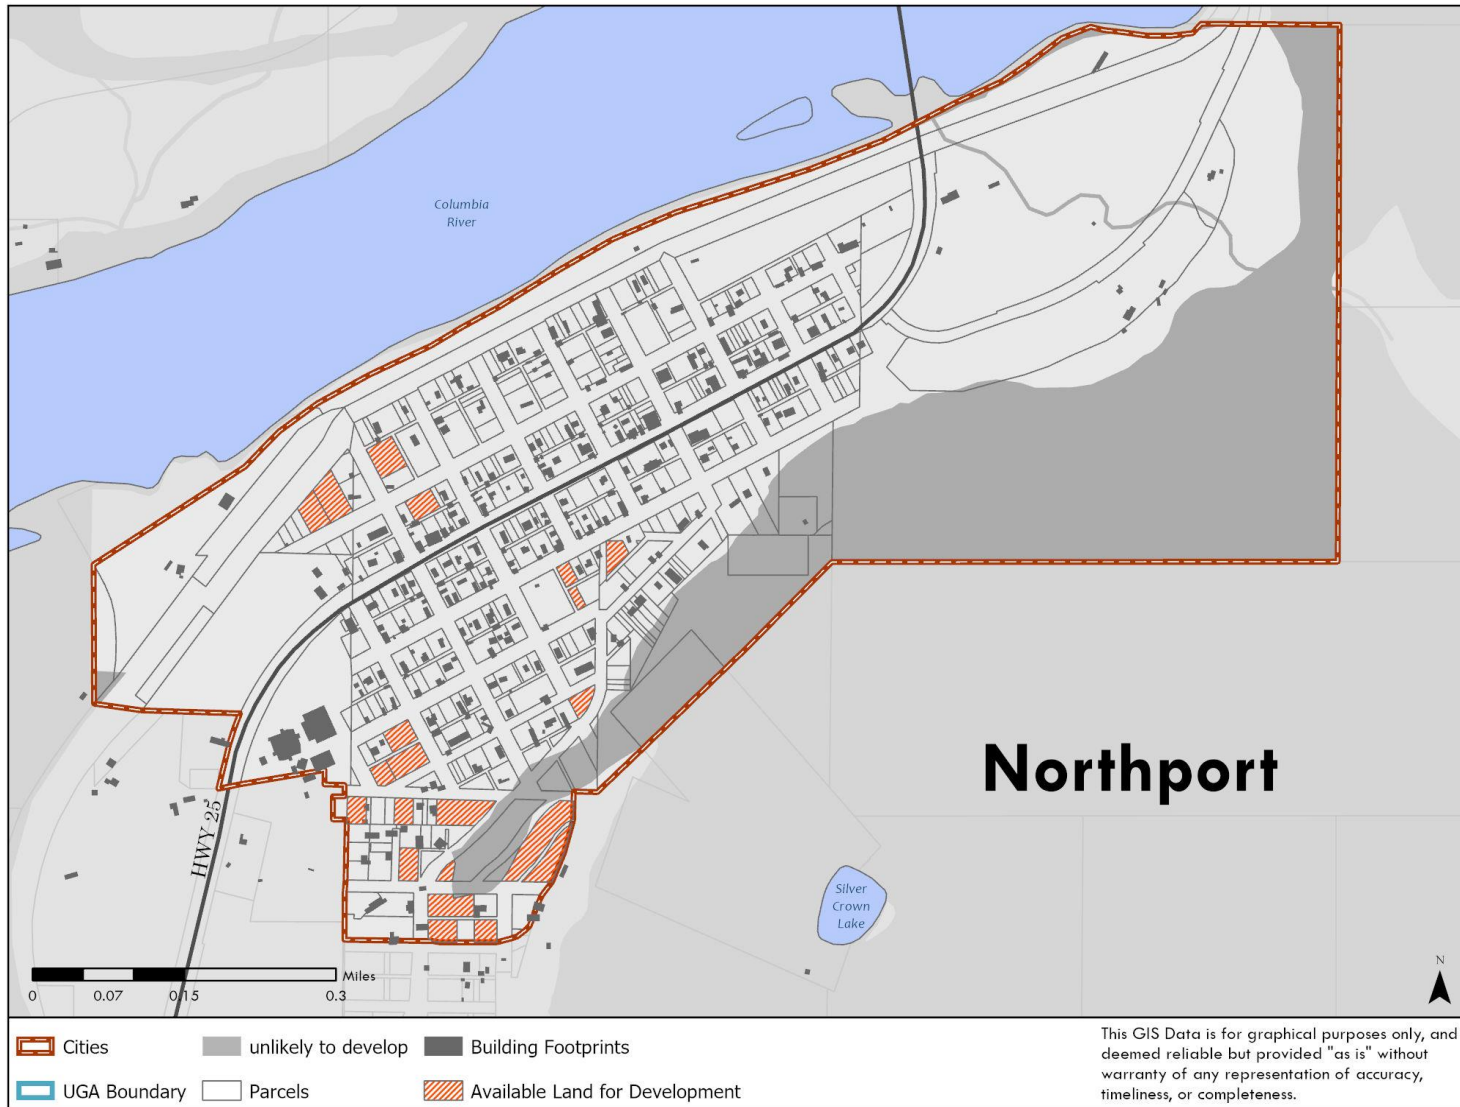 Columbia
River
Northport
HWY 25
Silver
Crown
Lake
N
Miles
0 0.07 0.15 0.3
Cities unlikely to develop Building Footprints
UGA Boundary Parcels Available Land for Development
This GIS Data is for graphical purposes only, and
deemed reliable but provided "as is" without
warranty of any representation of accuracy,
timeliness, or completeness.